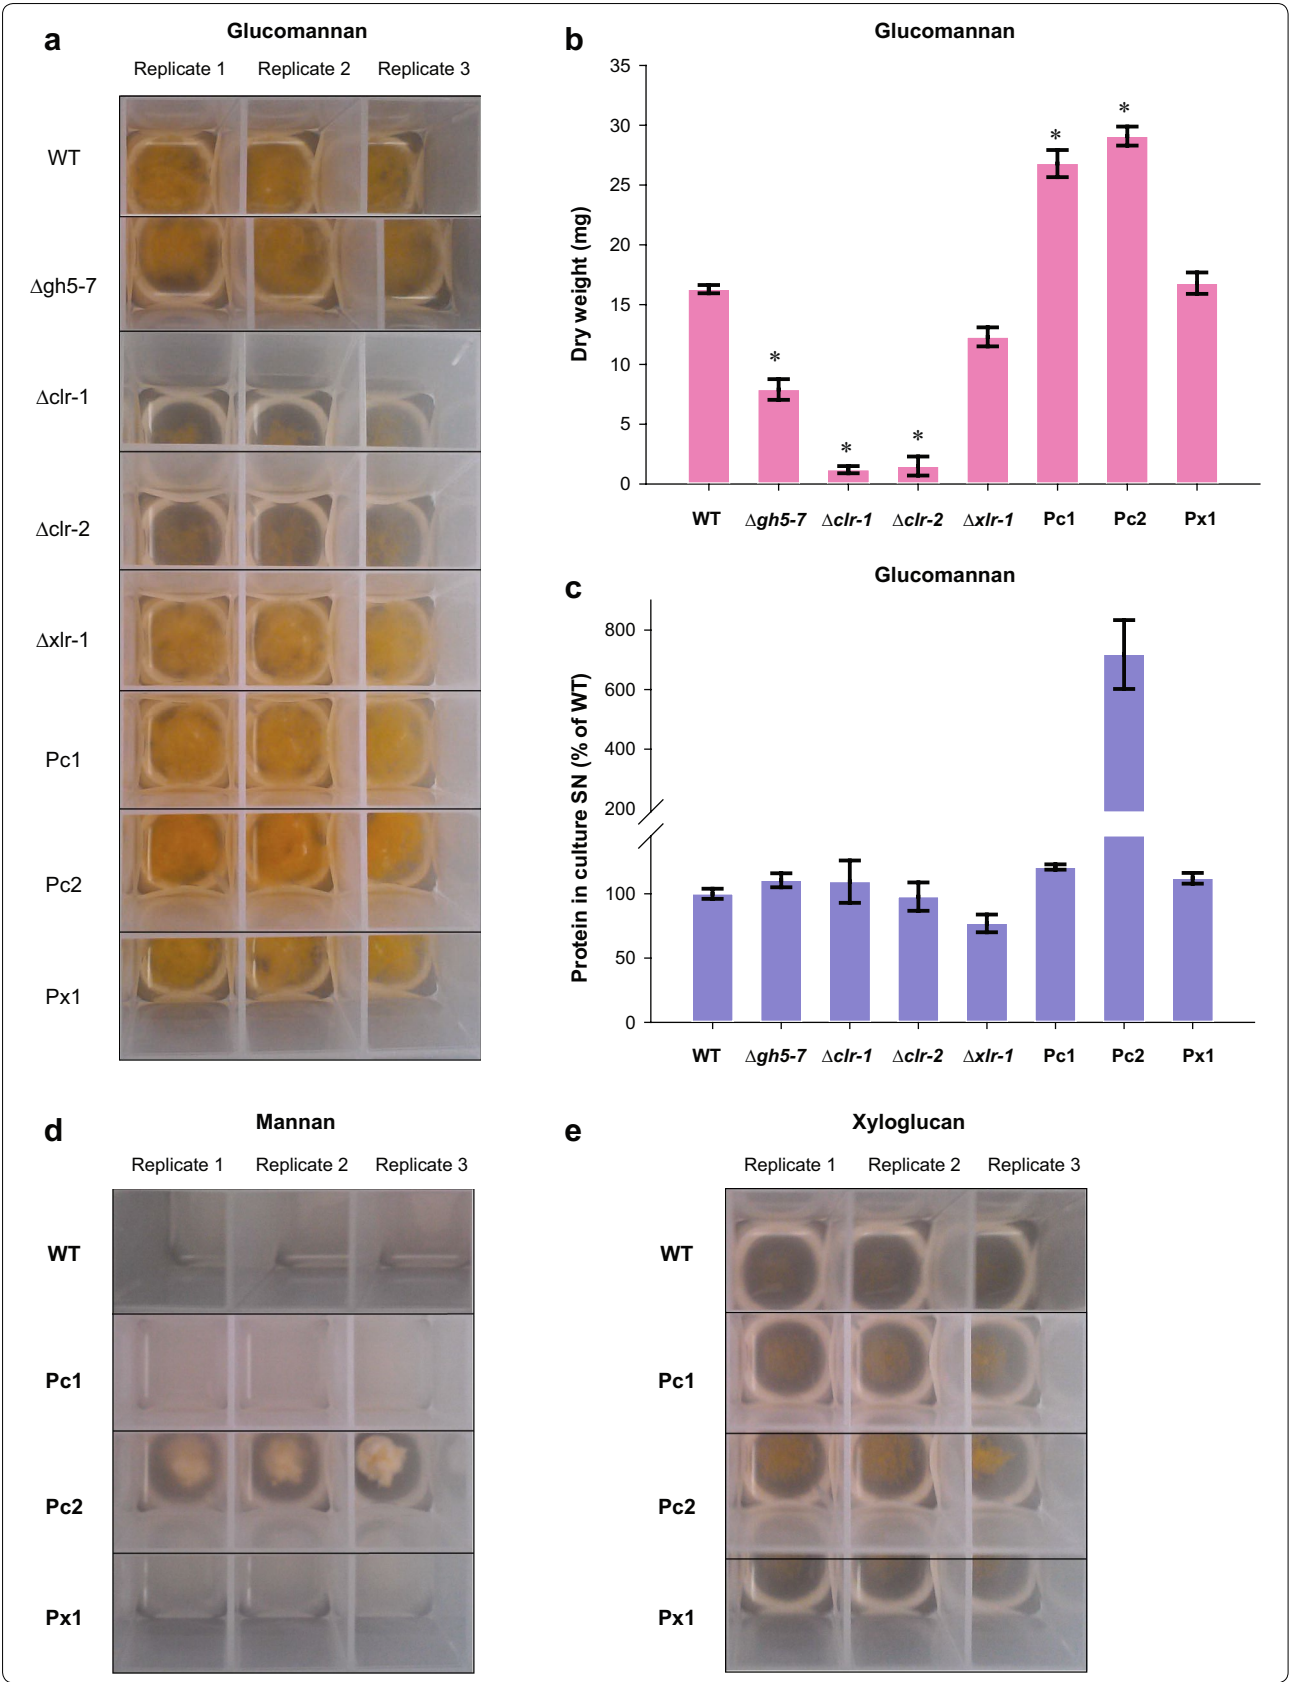 a
Glucomannan
Replicate 1 Replicate 2 Replicate 3
WT
Δgh5-7
Δclr-1
Δclr-2
Δxlr-1
Pc1
Pc2
Px1
b
Glucomannan
Dry weight (mg)
35
30
25
20
15
10
5
0
* * * * *
WT Δgh5-7 Δclr-1 Δclr-2 Δxlr-1 Pc1 Pc2 Px1
c
Glucomannan
Protein in culture SN (% of WT)
800
600
400
200
100
50
0
WT Δgh5-7 Δclr-1 Δclr-2 Δxlr-1 Pc1 Pc2 Px1
d
Mannan
Replicate 1 Replicate 2 Replicate 3
WT
Pc1
Pc2
Px1
e
Xyloglucan
Replicate 1 Replicate 2 Replicate 3
WT
Pc1
Pc2
Px1